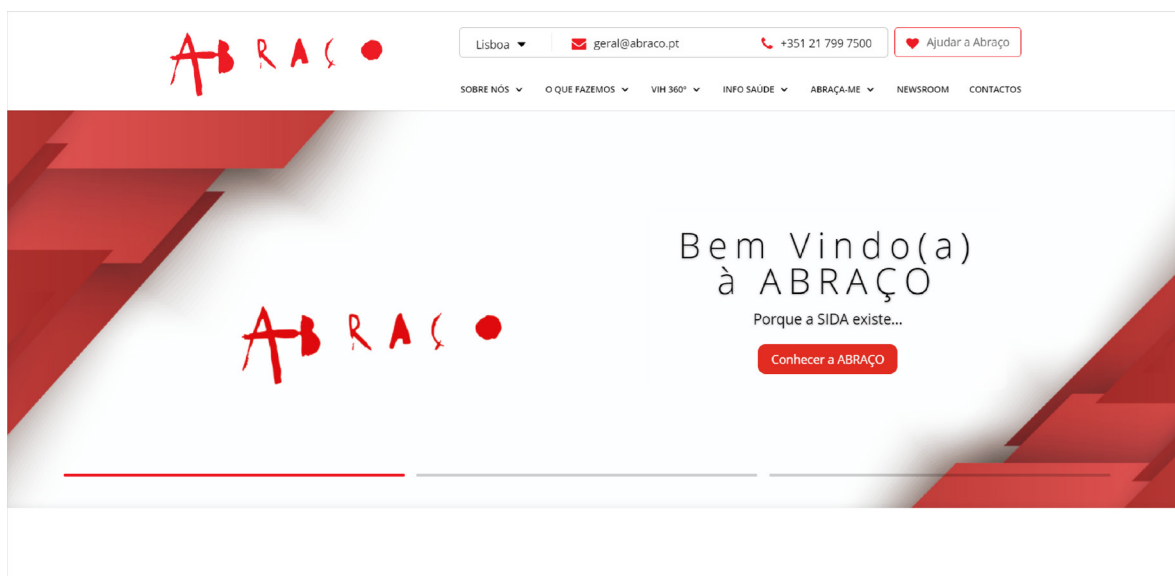 ABRAÇO
Lisboa geral@abraco.pt +351 21 799 7500 Ajudar a Abraço
SOBRE NÓS O QUE FAZEMOS VIH 360º INFO SAÚDE ABRAÇA-ME NEWSROOM CONTACTOS
Bem Vindo(a)
à ABRAÇO
ABRAÇO
Porque a SIDA existe...
Conhecer a ABRAÇO